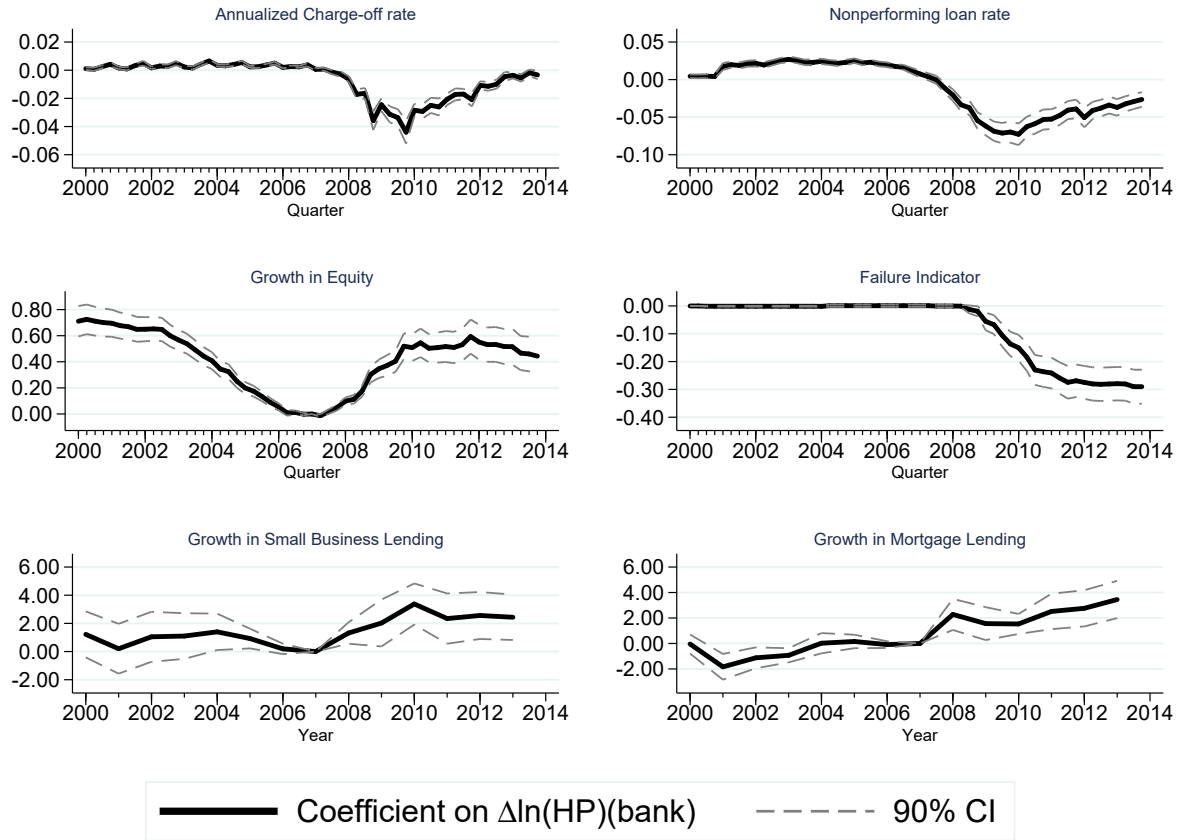 Annualized Charge-off rate
0.02
0.00
-0.02
-0.04
-0.06
2000 2002 2004 2006 2008 2010 2012 2014
Quarter
Nonperforming loan rate
0.05
0.00
-0.05
-0.10
2000 2002 2004 2006 2008 2010 2012 2014
Quarter
Growth in Equity
0.80
0.60
0.40
0.20
0.00
2000 2002 2004 2006 2008 2010 2012 2014
Quarter
Failure Indicator
0.00
-0.10
-0.20
-0.30
-0.40
2000 2002 2004 2006 2008 2010 2012 2014
Quarter
Growth in Small Business Lending
6.00
4.00
2.00
0.00
-2.00
2000 2002 2004 2006 2008 2010 2012 2014
Year
Growth in Mortgage Lending
6.00
4.00
2.00
0.00
-2.00
2000 2002 2004 2006 2008 2010 2012 2014
Year
Coefficient on Δln(HP)(bank) 90% CI